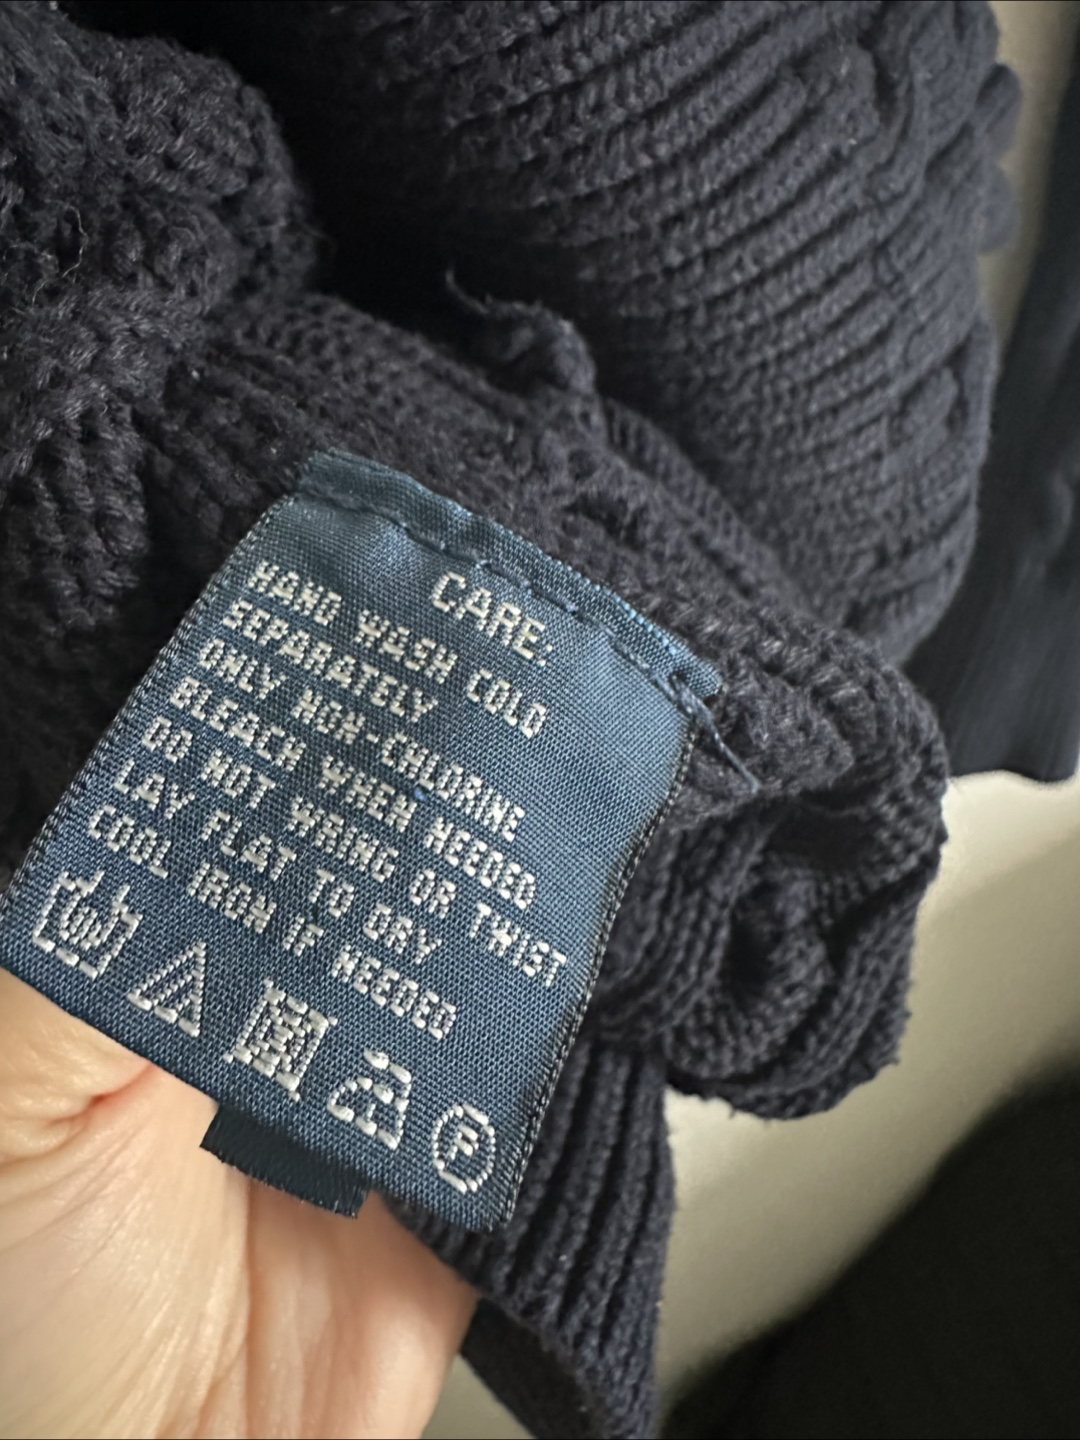 CARE:
HAND WASH COLD
SEPARATELY
ONLY NON-CHLORINE
BLEACH WHEN NEEDED
DO NOT WRING OR TWIST
LAY FLAT TO DRY
COOL IRON IF NEEDED
F